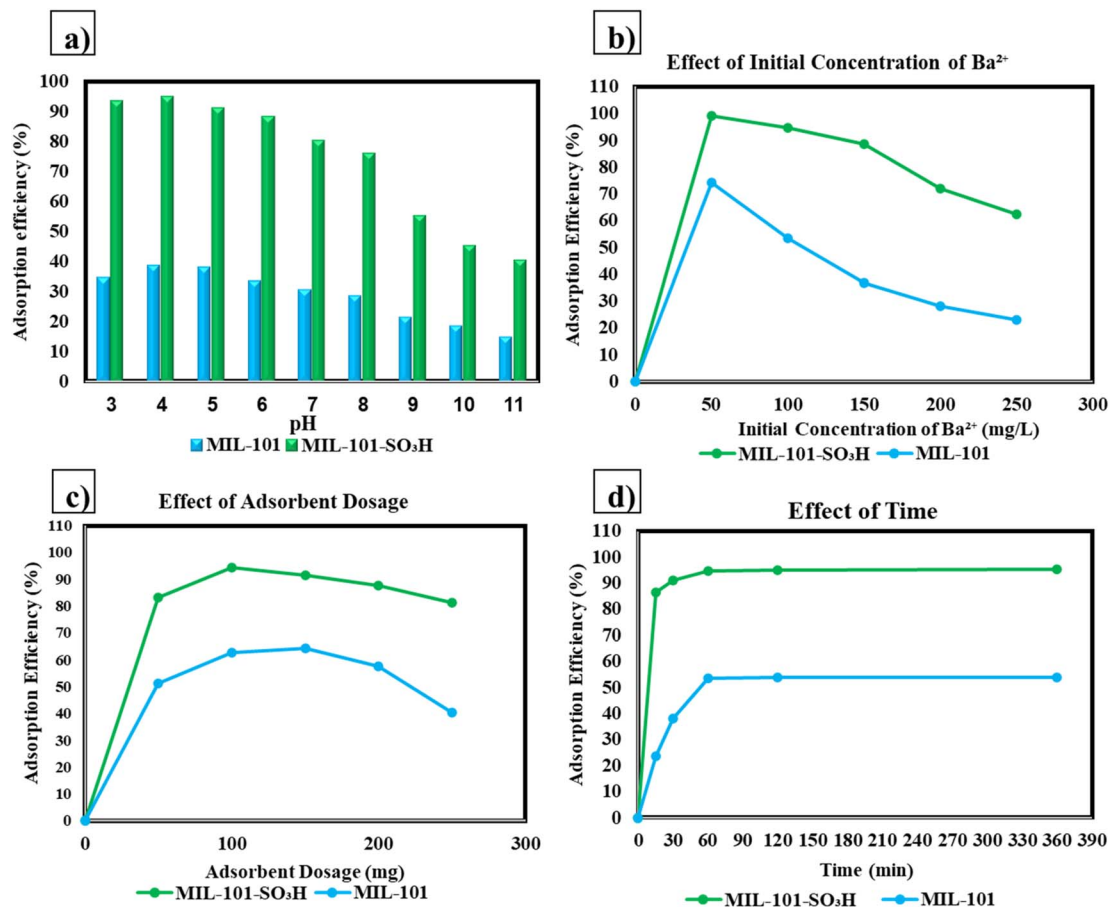 a)
Adsorption efficiency (%)
100
90
80
70
60
50
40
30
20
10
0
3 4 5 6 7 8 9 10 11
pH
MIL-101 MIL-101-SO₃H
b)
Effect of Initial Concentration of Ba²⁺
Adsorption Efficiency (%)
110
100
90
80
70
60
50
40
30
20
10
0
0 50 100 150 200 250 300
Initial Concentration of Ba²⁺ (mg/L)
MIL-101-SO₃H MIL-101
c)
Effect of Adsorbent Dosage
Adsorption Efficiency (%)
110
100
90
80
70
60
50
40
30
20
10
0
0 100 200 300
Adsorbent Dosage (mg)
MIL-101-SO₃H MIL-101
d)
Effect of Time
Adsorption Efficiency (%)
110
100
90
80
70
60
50
40
30
20
10
0
0 30 60 90 120 150 180 210 240 270 300 330 360 390
Time (min)
MIL-101-SO₃H MIL-101